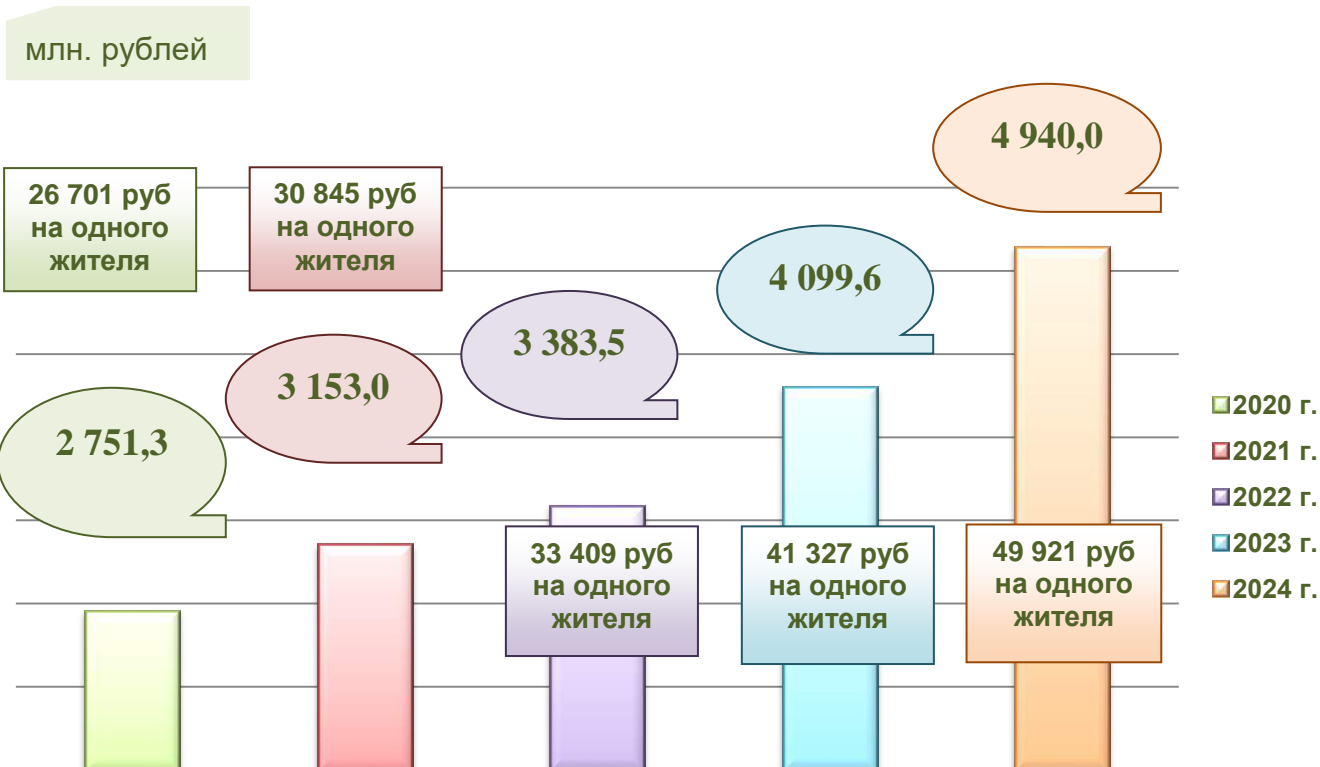 млн. рублей
4 940,0
26 701 руб
на одного
жителя
30 845 руб
на одного
жителя
4 099,6
3 383,5
3 153,0
2 751,3
33 409 руб
на одного
жителя
41 327 руб
на одного
жителя
49 921 руб
на одного
жителя
2020 г.
2021 г.
2022 г.
2023 г.
2024 г.